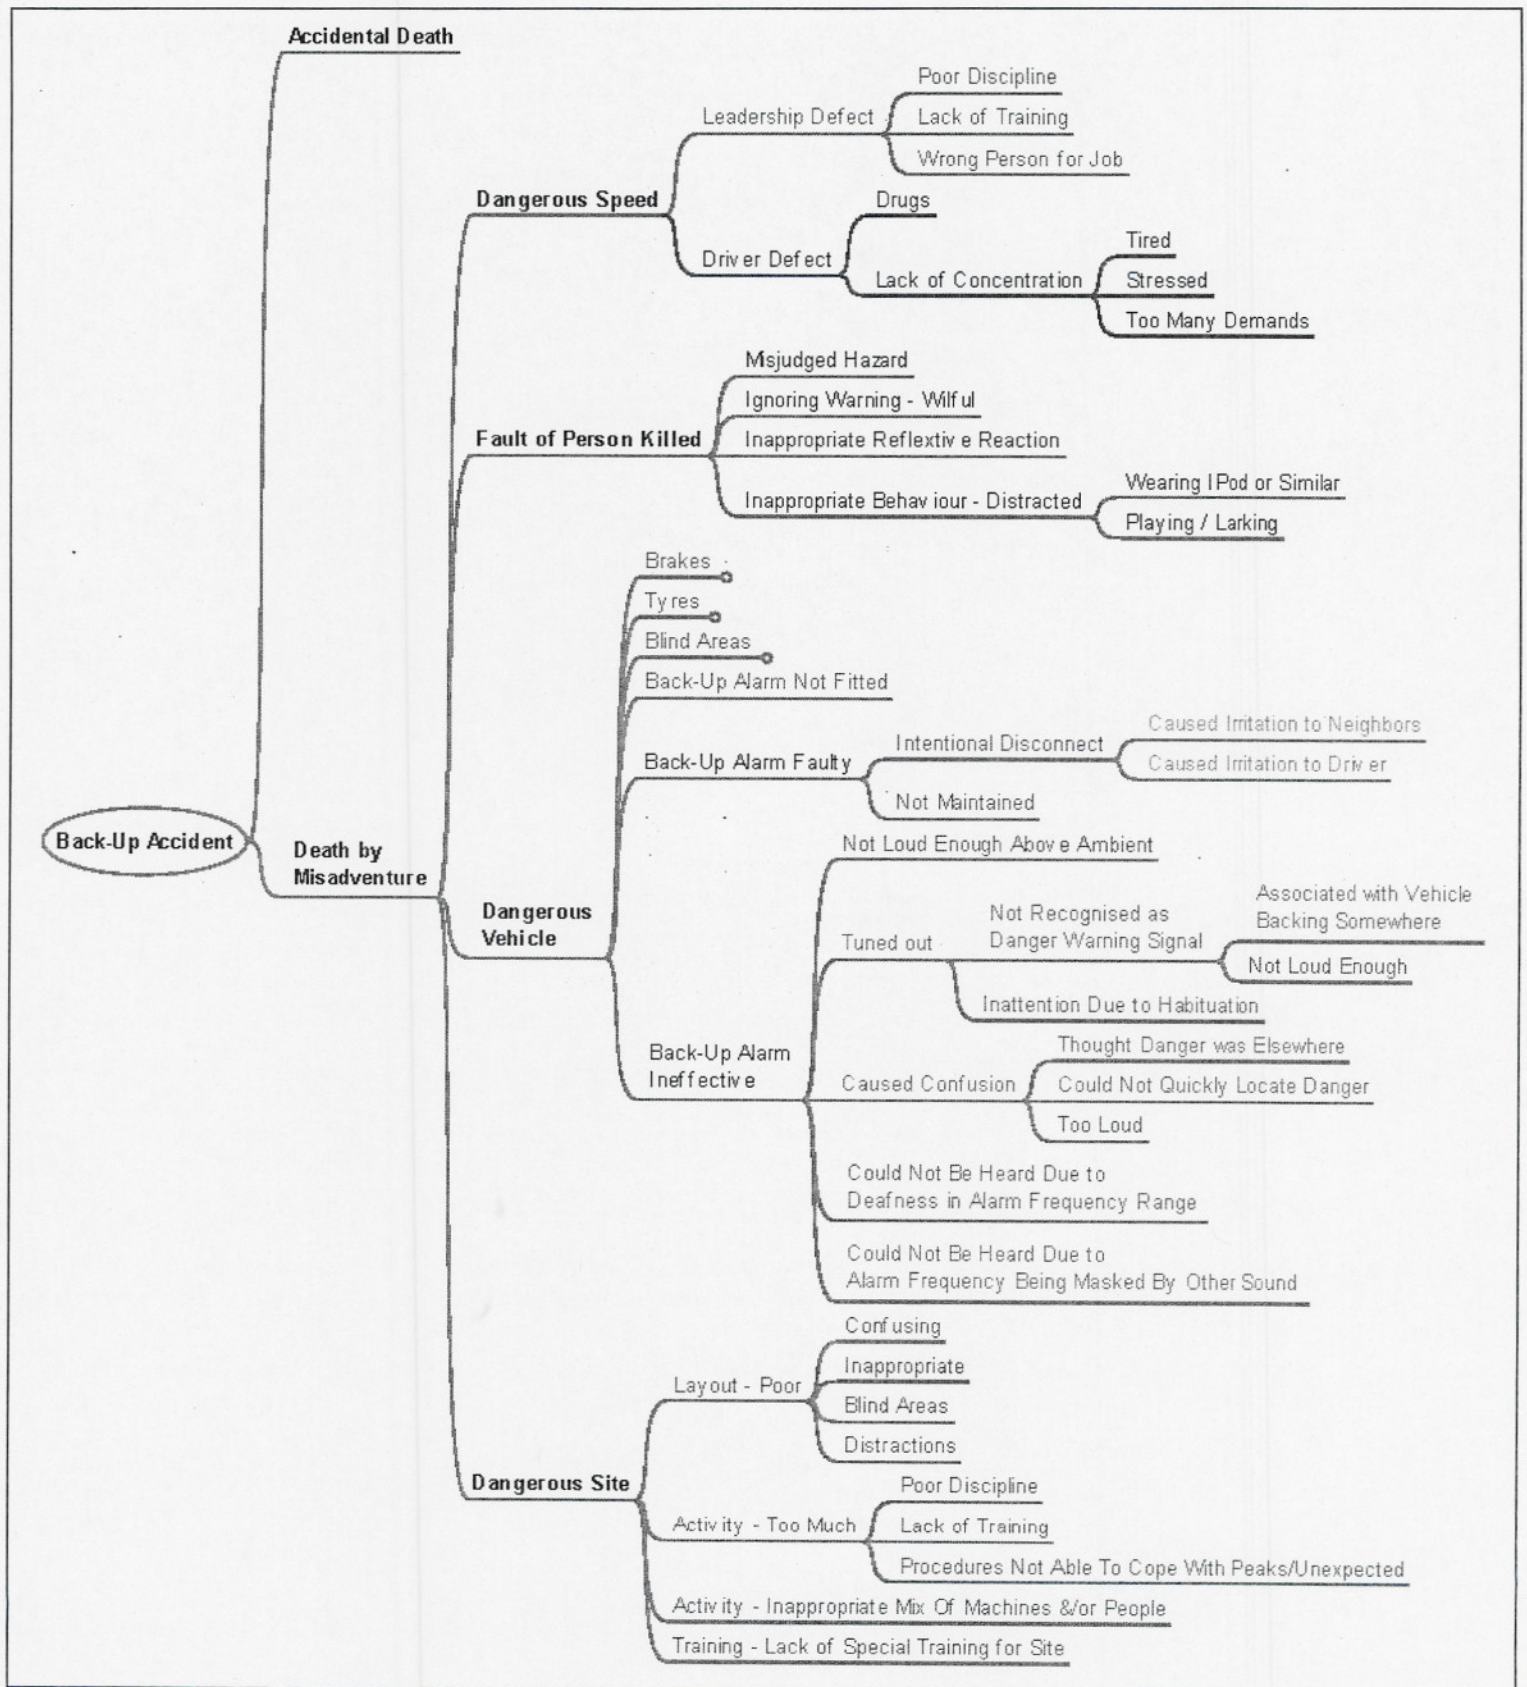 Accidental Death
Poor Discipline
Leadership Defect
Lack of Training
Wrong Person for Job
Dangerous Speed
Drugs
Driver Defect
Tired
Lack of Concentration
Stressed
Too Many Demands
Misjudged Hazard
Ignoring Warning - Wilful
Fault of Person Killed
Inappropriate Reflextive Reaction
Inappropriate Behaviour - Distracted
Wearing IPod or Similar
Playing / Larking
Brakes
Tyres
Blind Areas
Back-Up Alarm Not Fitted
Back-Up Alarm Faulty
Intentional Disconnect
Caused Irritation to Neighbors
Caused Irritation to Driver
Not Maintained
Back-Up Accident
Death by
Misadventure
Dangerous
Vehicle
Not Loud Enough Above Ambient
Tuned out
Not Recognised as
Danger Warning Signal
Associated with Vehicle
Backing Somewhere
Not Loud Enough
Inattention Due to Habituation
Back-Up Alarm
Ineffective
Caused Confusion
Thought Danger was Elsewhere
Could Not Quickly Locate Danger
Too Loud
Could Not Be Heard Due to
Deafness in Alarm Frequency Range
Could Not Be Heard Due to
Alarm Frequency Being Masked By Other Sound
Confusing
Layout - Poor
Inappropriate
Blind Areas
Distractions
Dangerous Site
Poor Discipline
Activity - Too Much
Lack of Training
Procedures Not Able To Cope With Peaks/Unexpected
Activity - Inappropriate Mix Of Machines &/or People
Training - Lack of Special Training for Site